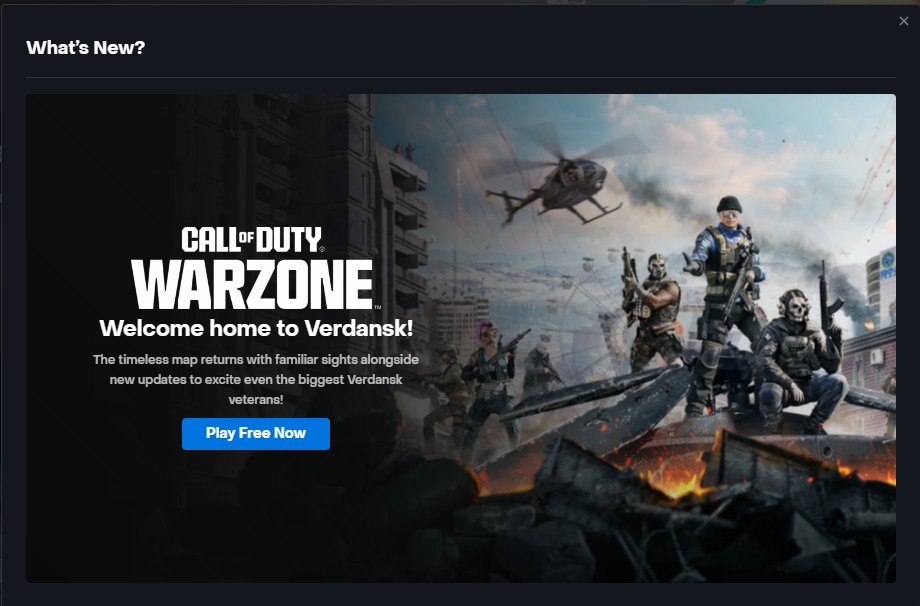 What's New?
CALL OF DUTY®
WARZONE™
Welcome home to Verdansk!
The timeless map returns with familiar sights alongside
new updates to excite even the biggest Verdansk
veterans!
Play Free Now